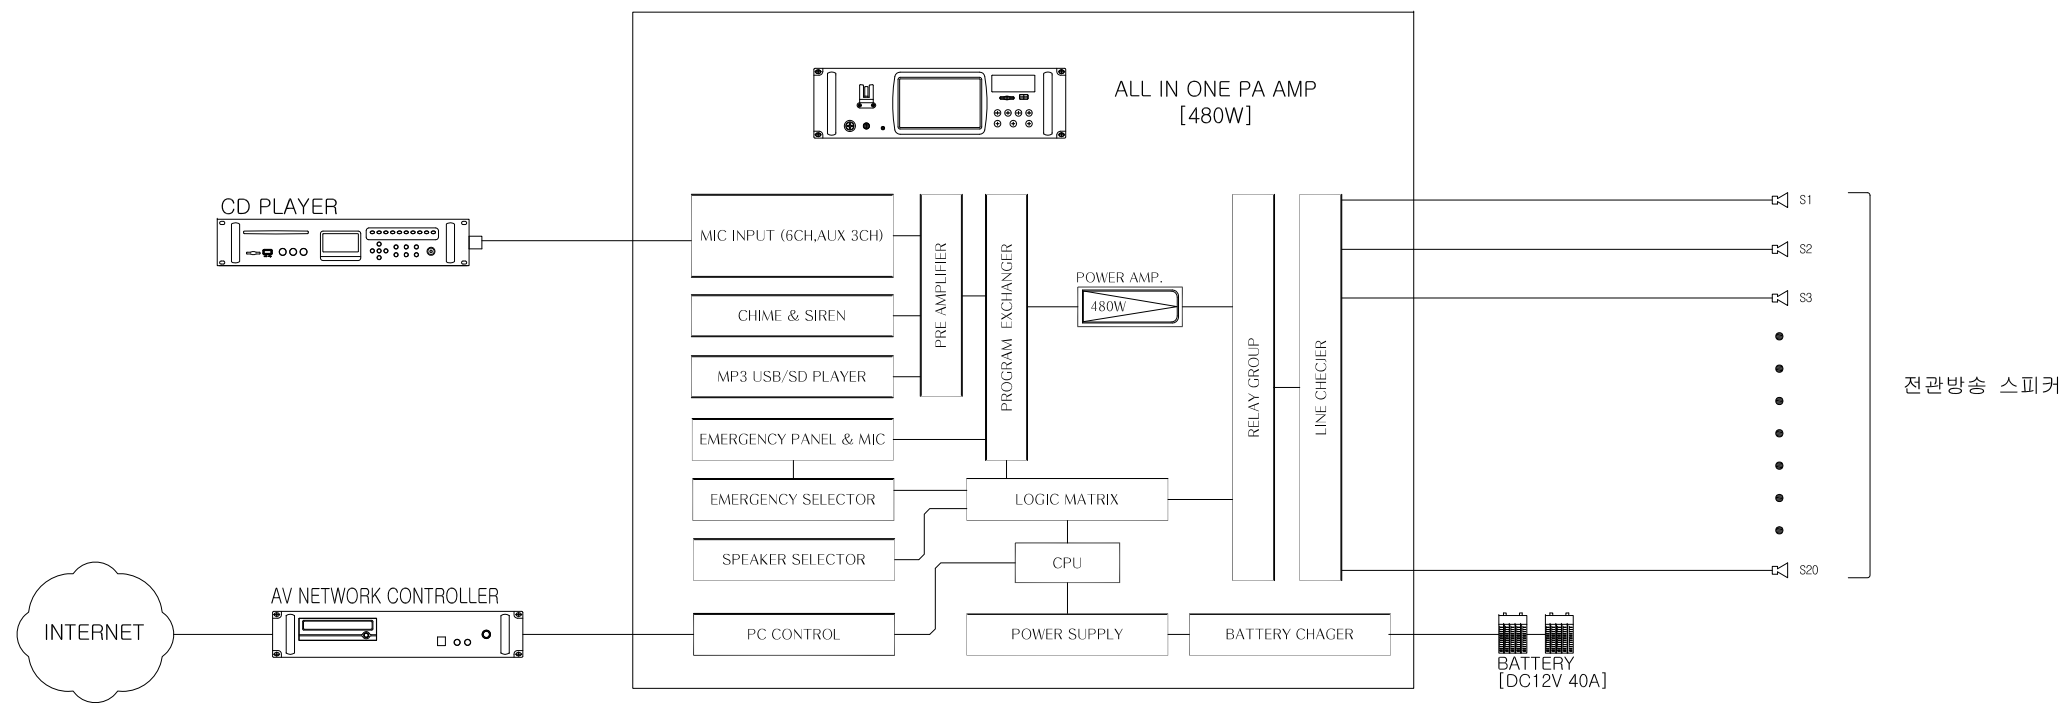 ALL IN ONE PA AMP
[480W]
CD PLAYER
MIC INPUT (6CH,AUX 3CH)
CHIME & SIREN
MP3 USB/SD PLAYER
EMERGENCY PANEL & MIC
EMERGENCY SELECTOR
SPEAKER SELECTOR
PC CONTROL
PRE AMPLIFIER
PROGRAM EXCHANGER
POWER AMP.
480W
LOGIC MATRIX
CPU
POWER SUPPLY
BATTERY CHAGER
RELAY GROUP
LINE CHECJER
S1
S2
S3
S20
전관방송 스피커
INTERNET
AV NETWORK CONTROLLER
BATTERY
[DC12V 40A]